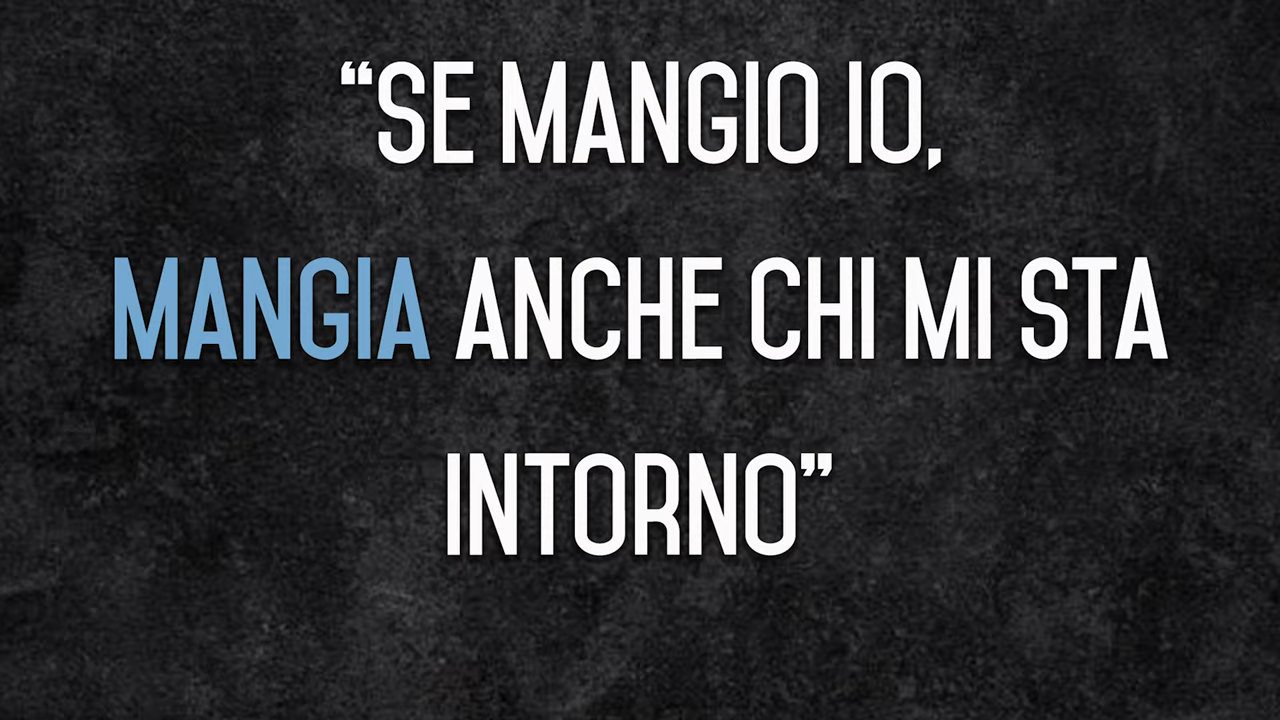 “SE MANGIO IO,
MANGIA ANCHE CHI MI STA
INTORNO”